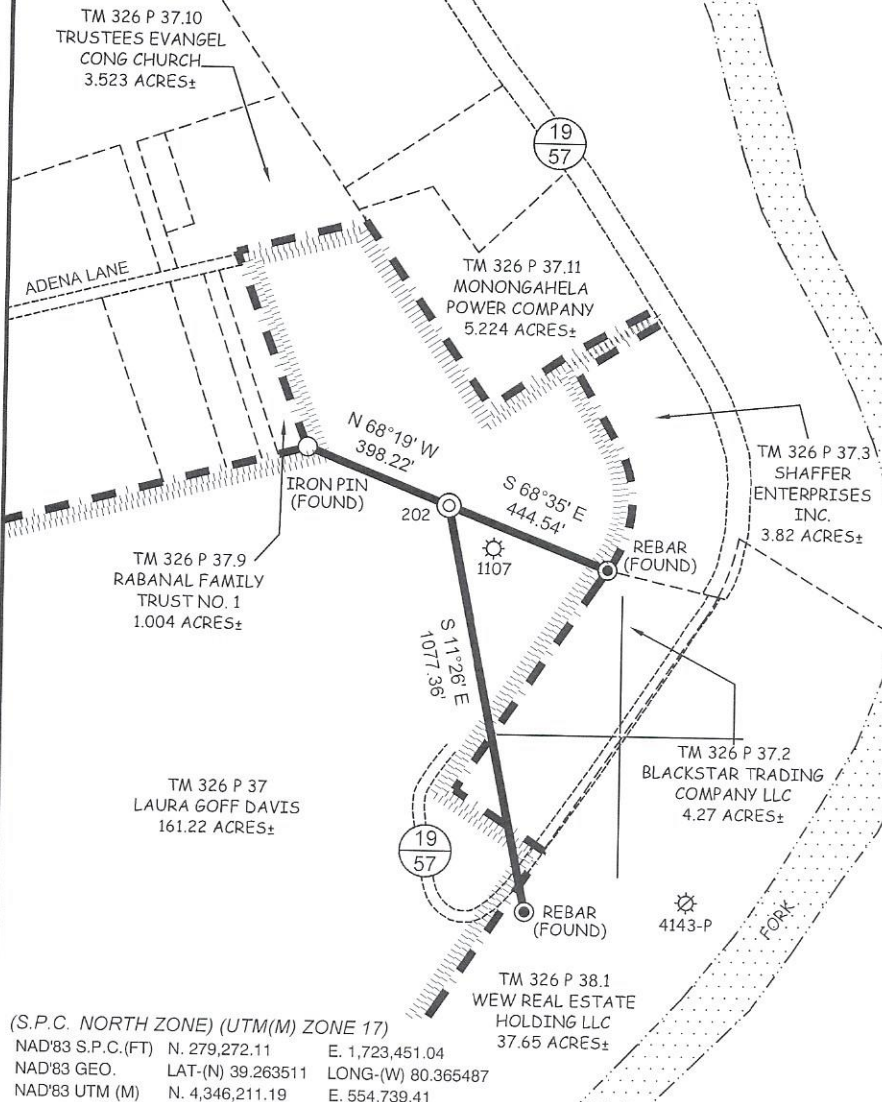 TM 326 P 37.10
TRUSTEES EVANGEL
CONG CHURCH
3.523 ACRES±
19
57
ADENA LANE
TM 326 P 37.11
MONONGAHELA
POWER COMPANY
5.224 ACRES±
N 68°19' W
398.22'
IRON PIN
(FOUND)
202
S 68°35' E
444.54'
1107
REBAR
(FOUND)
TM 326 P 37.3
SHAFFER
ENTERPRISES
INC.
3.82 ACRES±
TM 326 P 37.9
RABANAL FAMILY
TRUST NO. 1
1.004 ACRES±
S 11°26' E
1077.36'
TM 326 P 37
LAURA GOFF DAVIS
161.22 ACRES±
TM 326 P 37.2
BLACKSTAR TRADING
COMPANY LLC
4.27 ACRES±
19
57
REBAR
(FOUND)
4143-P
FORK
TM 326 P 38.1
WEW REAL ESTATE
HOLDING LLC
37.65 ACRES±
(S.P.C. NORTH ZONE) (UTM(M) ZONE 17)
NAD'83 S.P.C.(FT) N. 279,272.11 E. 1,723,451.04
NAD'83 GEO. LAT-(N) 39.263511 LONG-(W) 80.365487
NAD'83 UTM (M) N. 4,346,211.19 E. 554,739.41